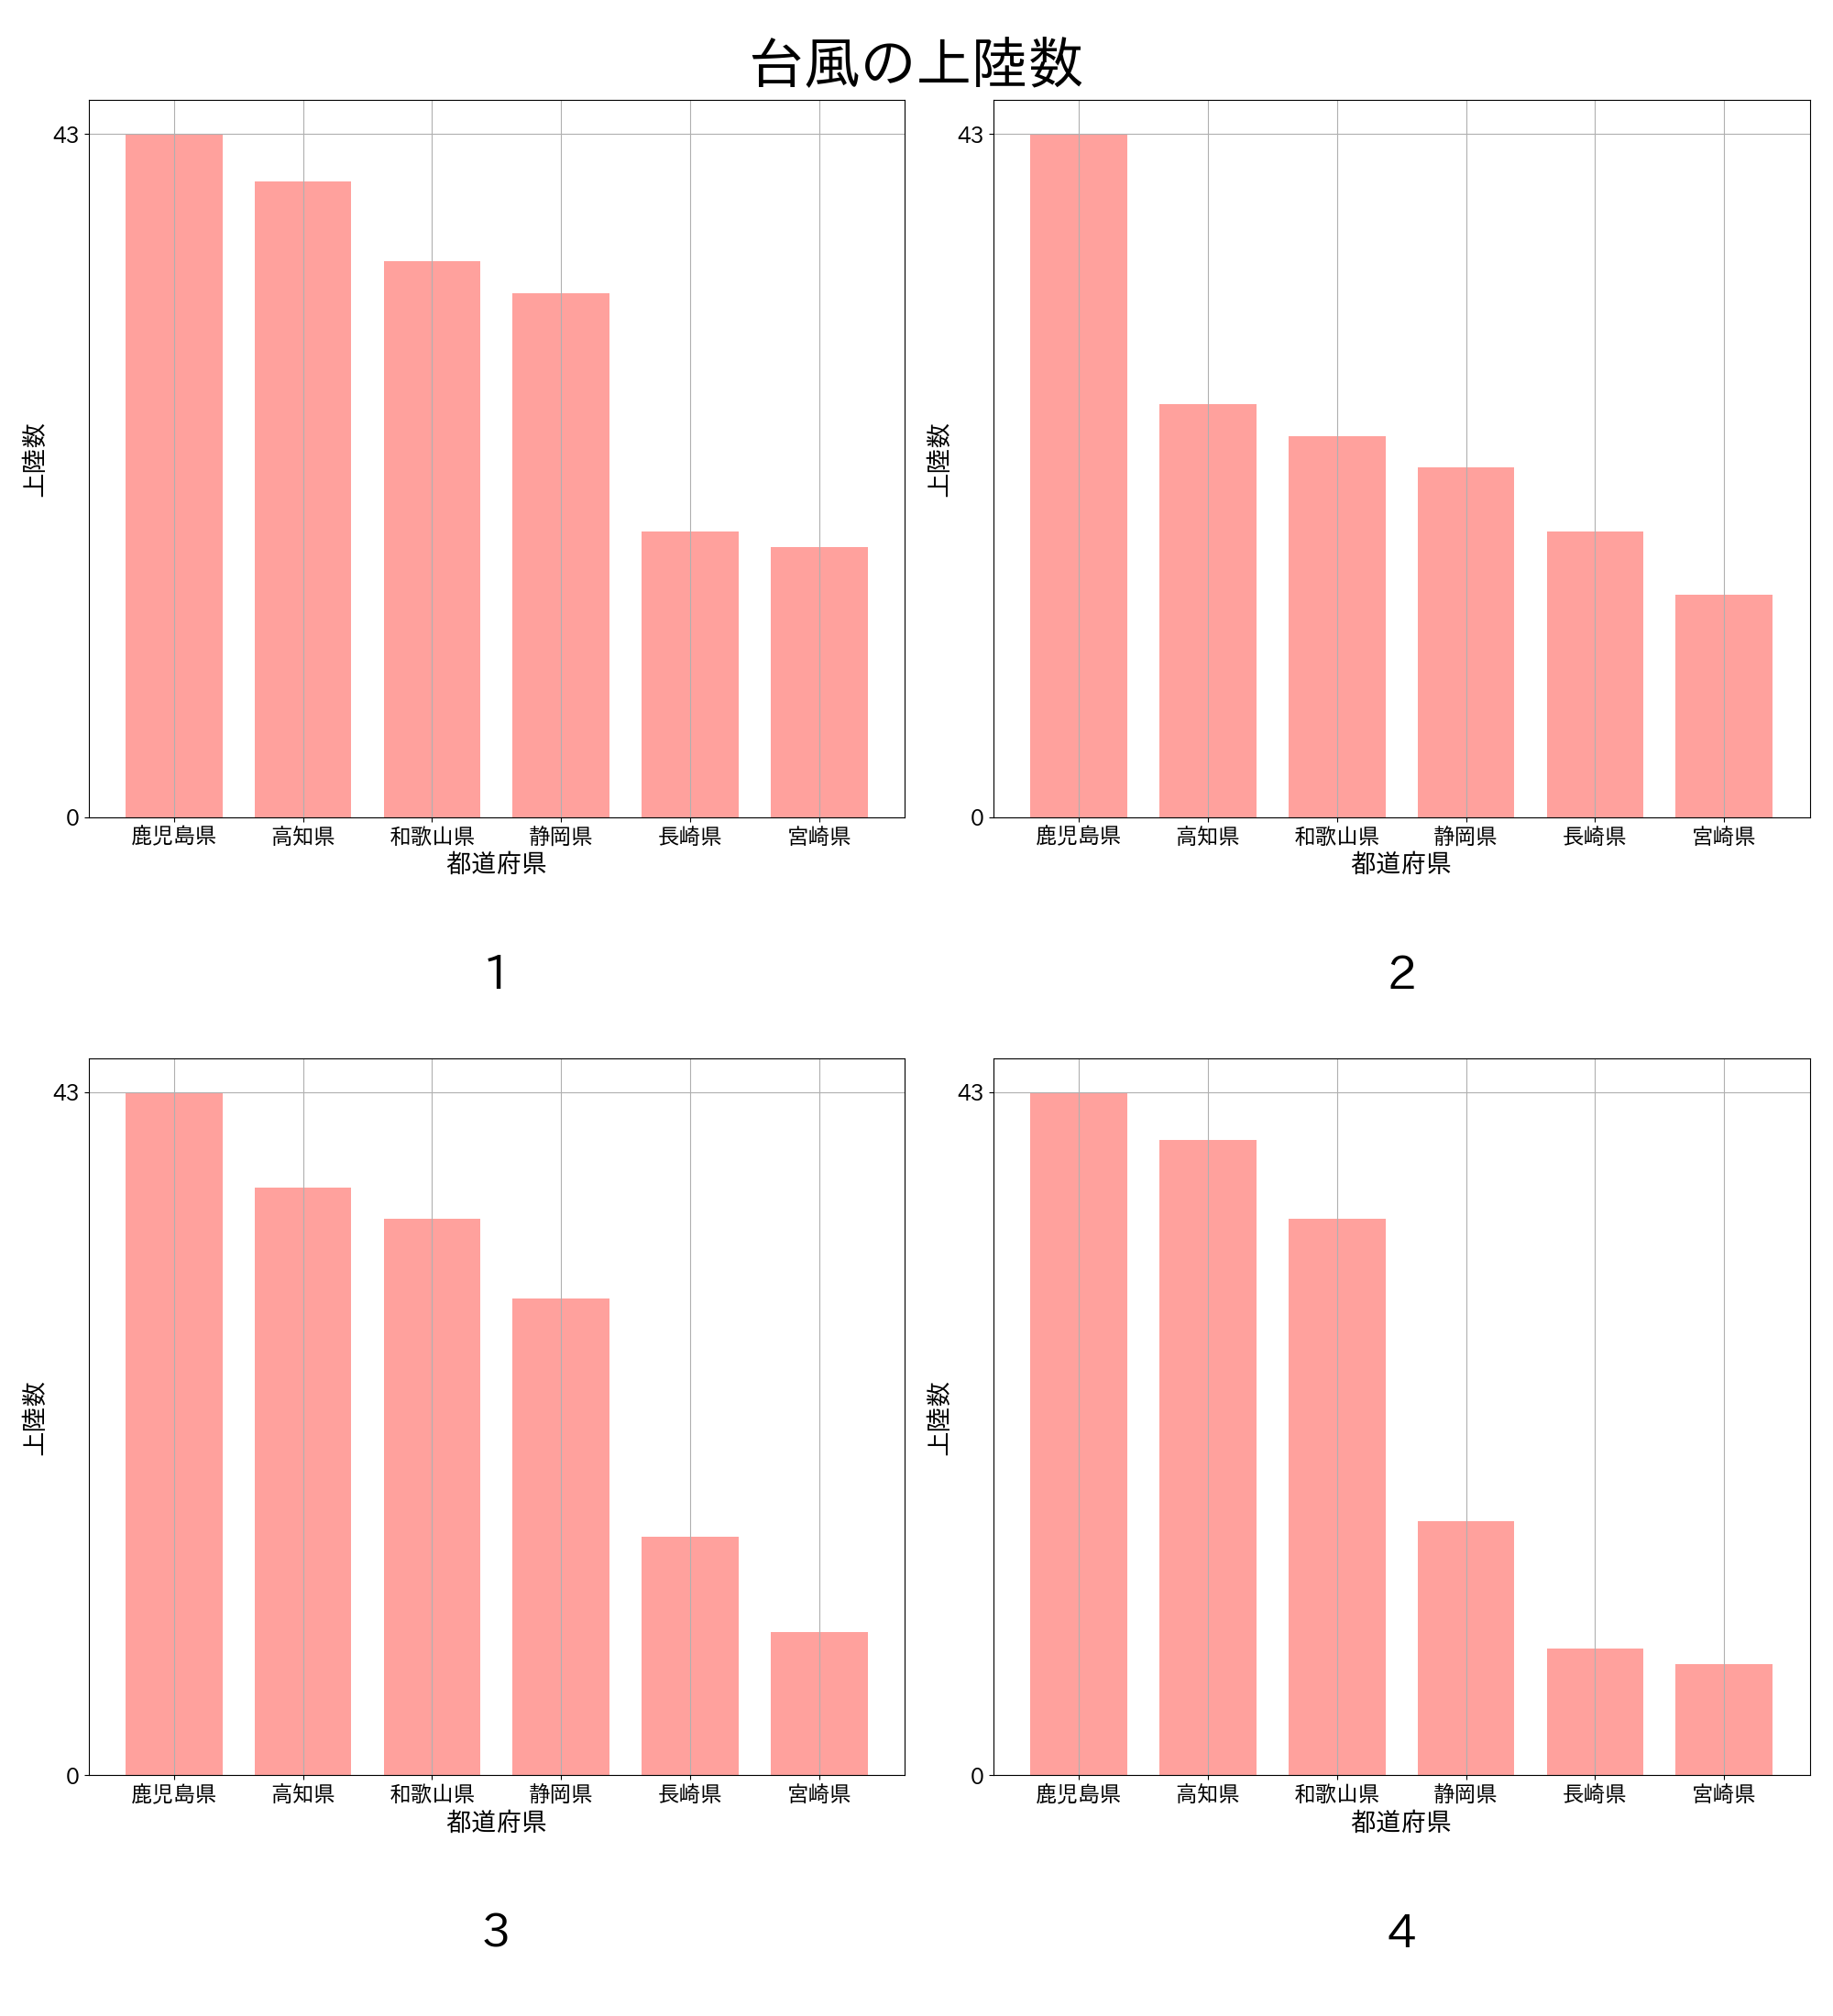 台風の上陸数
43
0
上陸数
鹿児島県 高知県 和歌山県 静岡県 長崎県 宮崎県
都道府県
1
43
0
上陸数
鹿児島県 高知県 和歌山県 静岡県 長崎県 宮崎県
都道府県
2
43
0
上陸数
鹿児島県 高知県 和歌山県 静岡県 長崎県 宮崎県
都道府県
3
43
0
上陸数
鹿児島県 高知県 和歌山県 静岡県 長崎県 宮崎県
都道府県
4